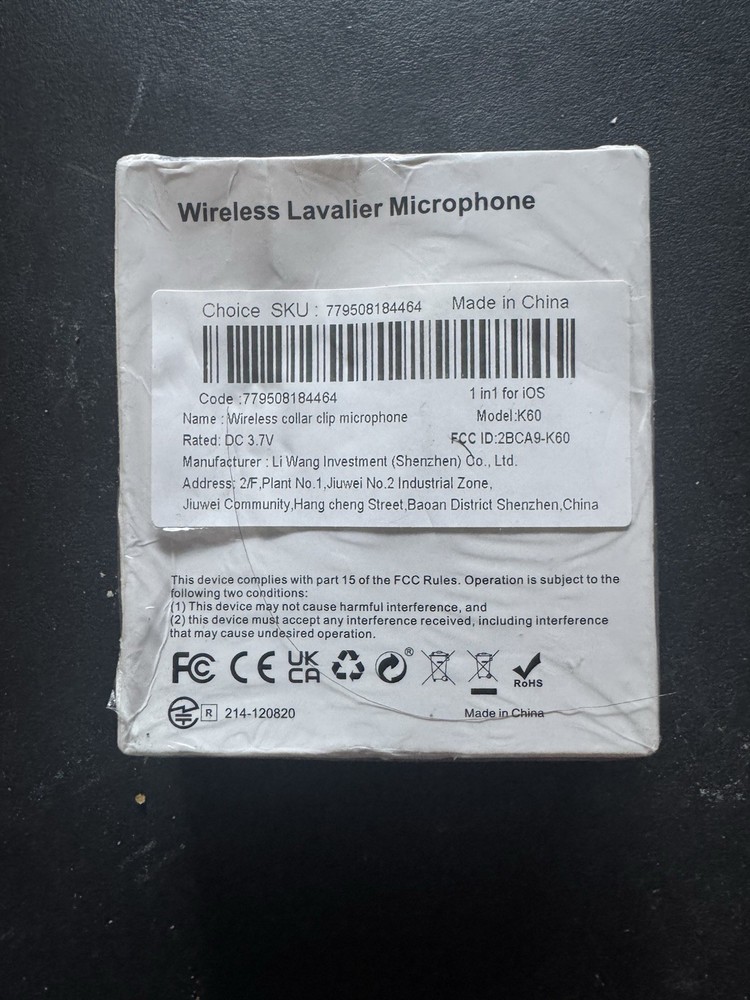 Wireless Lavalier Microphone
Choice SKU : 779508184464 Made in China
Code :779508184464 1 in1 for iOS
Name : Wireless collar clip microphone Model:K60
Rated: DC 3.7V FCC ID:2BCA9-K60
Manufacturer : Li Wang Investment (Shenzhen) Co., Ltd.
Address: 2/F,Plant No.1,Jiuwei No.2 Industrial Zone,
Jiuwei Community,Hang cheng Street,Baoan District Shenzhen,China
This device complies with part 15 of the FCC Rules. Operation is subject to the
following two conditions:
(1) This device may not cause harmful interference, and
(2) this device must accept any interference received, including interference
that may cause undesired operation.
FC CE UK CA ® RoHS
R 214-120820 Made in China